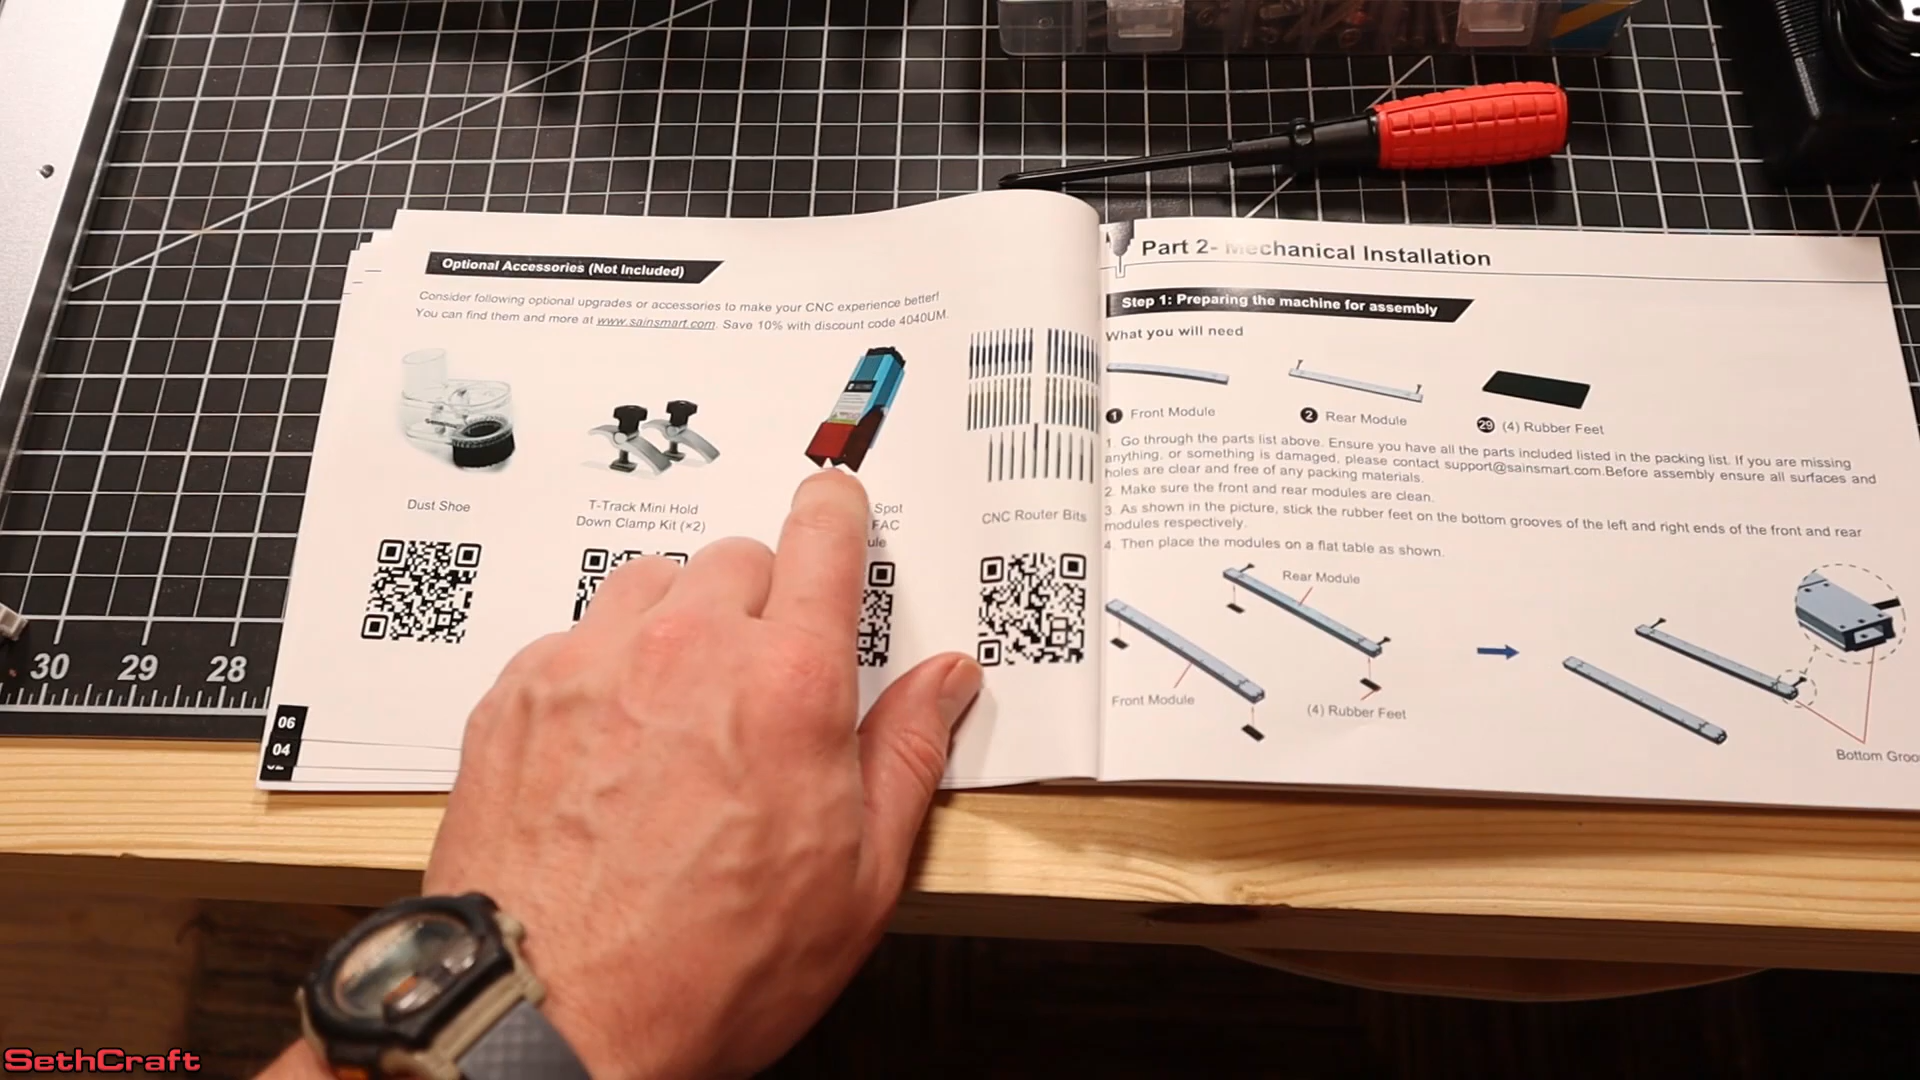 Optional Accessories (Not Included)
Consider following optional upgrades or accessories to make your CNC experience better!
You can find them and more at www.sainsmart.com. Save 10% with discount code 4040UM.
Dust Shoe
T-Track Mini Hold
Down Clamp Kit (×2)
Spot
FAC
CNC Router Bits
06
04
30 29 28
Part 2- Mechanical Installation
Step 1: Preparing the machine for assembly
What you will need
1 Front Module
2 Rear Module
29 (4) Rubber Feet
1. Go through the parts list above. Ensure you have all the parts included listed in the packing list. If you are missing
anything, or something is damaged, please contact support@sainsmart.com.Before assembly ensure all surfaces and
holes are clear and free of any packing materials.
2. Make sure the front and rear modules are clean.
3. As shown in the picture, stick the rubber feet on the bottom grooves of the left and right ends of the front and rear
modules respectively.
4. Then place the modules on a flat table as shown.
Rear Module
Front Module
(4) Rubber Feet
Bottom Groo
SethCraft